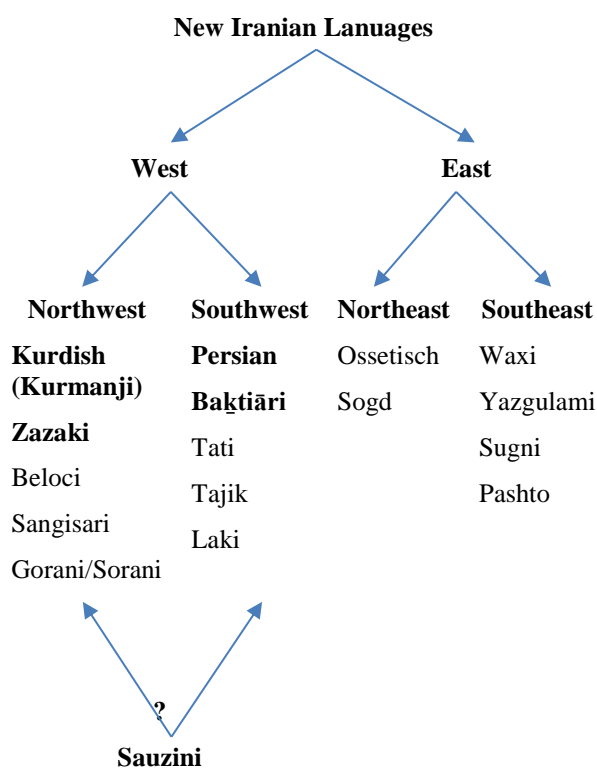 New Iranian Lanuages
West
East
Northwest
Kurdish
(Kurmanji)
Zazaki
Beloci
Sangisari
Gorani/Sorani
Southwest
Persian
Baḵtiāri
Tati
Tajik
Laki
Northeast
Ossetisch
Sogd
Southeast
Waxi
Yazgulami
Sugni
Pashto
?
Sauzini